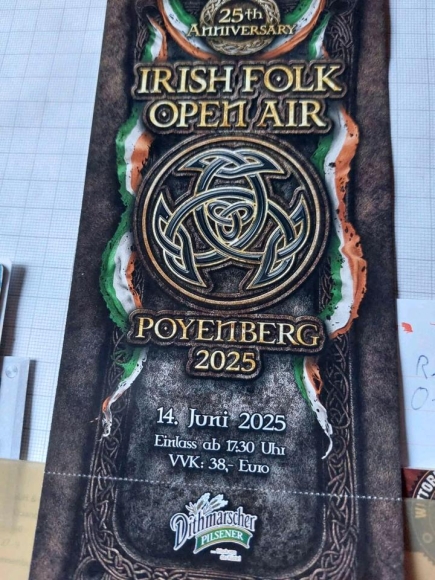 25th
Anniversary
Irish Folk
Open Air
Poyenberg
2025
14. Juni 2025
Einlass ab 17:30 Uhr
VVK: 38,- Euro
Dithmarscher
PILSENER